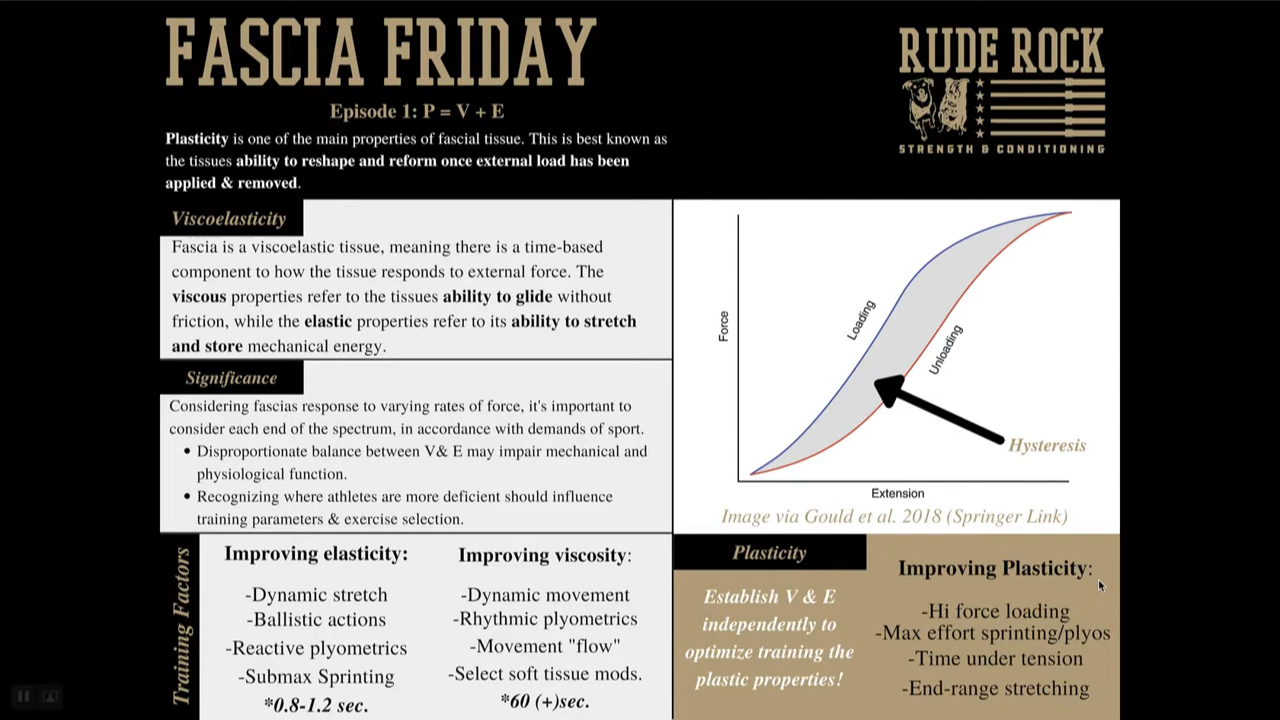 FASCIA FRIDAY
Episode 1: P = V + E
Plasticity is one of the main properties of fascial tissue. This is best known as
the tissues ability to reshape and reform once external load has been
applied & removed.
RUDE ROCK
STRENGTH & CONDITIONING
Viscoelasticity
Fascia is a viscoelastic tissue, meaning there is a time-based
component to how the tissue responds to external force. The
viscous properties refer to the tissues ability to glide without
friction, while the elastic properties refer to its ability to stretch
and store mechanical energy.
Significance
Considering fascias response to varying rates of force, it's important to
consider each end of the spectrum, in accordance with demands of sport.
• Disproportionate balance between V& E may impair mechanical and
physiological function.
• Recognizing where athletes are more deficient should influence
training parameters & exercise selection.
Force
Loading
Unloading
Hysteresis
Extension
Image via Gould et al. 2018 (Springer Link)
Training Factors
Improving elasticity:
-Dynamic stretch
-Ballistic actions
-Reactive plyometrics
-Submax Sprinting
*0.8-1.2 sec.
Improving viscosity:
-Dynamic movement
-Rhythmic plyometrics
-Movement "flow"
-Select soft tissue mods.
*60 (+)sec.
Plasticity
Establish V & E
independently to
optimize training the
plastic properties!
Improving Plasticity:
-Hi force loading
-Max effort sprinting/plyos
-Time under tension
-End-range stretching